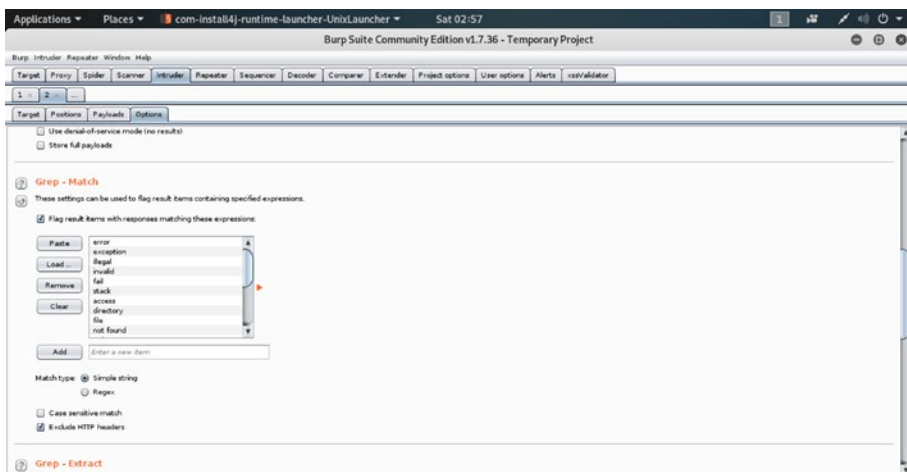 Applications Places com-install4j-runtime-launcher-UnixLauncher Sat 02:57 1
Burp Suite Community Edition v1.7.36 - Temporary Project
Burp Intruder Repeater Window Help
Target Proxy Spider Scanner Intruder Repeater Sequencer Decoder Comparer Extender Project options User options Alerts xssValidator
1 × 2 × ...
Target Positions Payloads Options
Use denial-of-service mode (no results)
Store full payloads
? Grep - Match
These settings can be used to flag result items containing specified expressions.
Flag result items with responses matching these expressions:
Paste
Load ...
Remove
Clear
error
exception
illegal
invalid
fail
stack
access
directory
file
not found
Add Enter a new item
Match type: Simple string
Regex
Case sensitive match
Exclude HTTP headers
? Grep - Extract